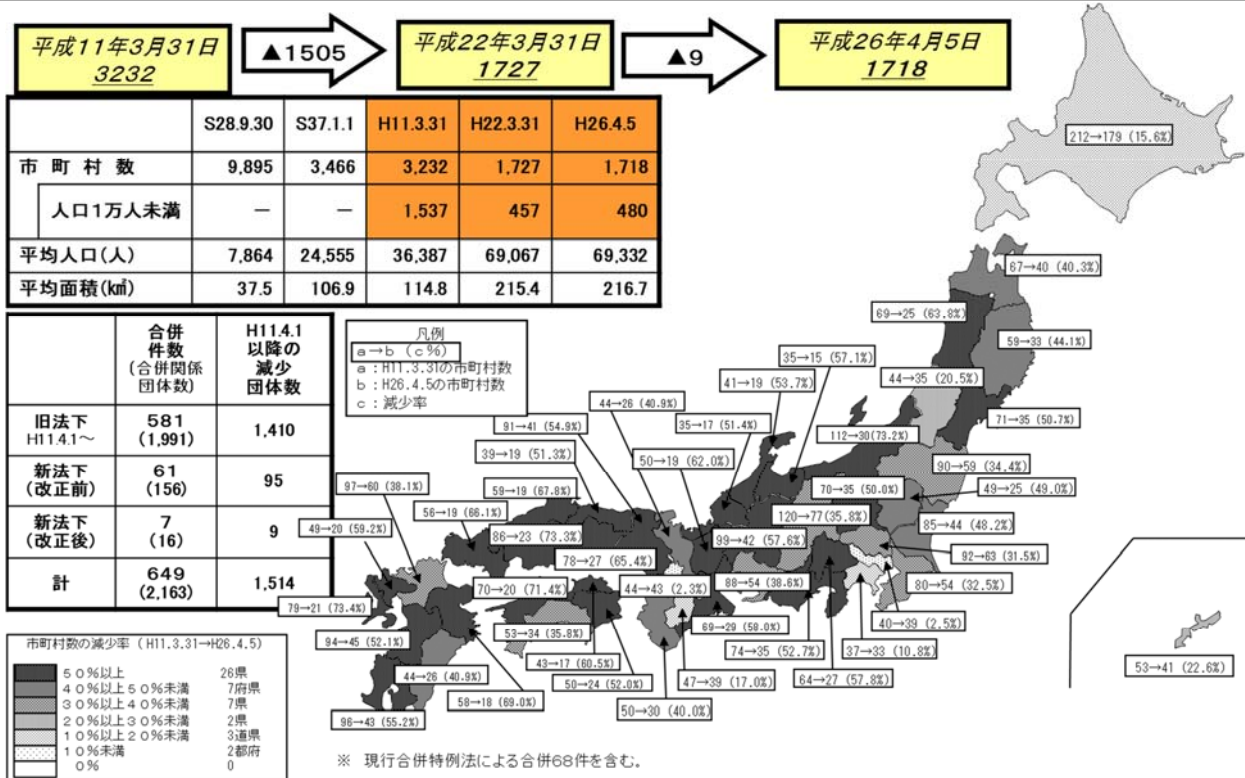 平成11年3月31日
3232
▲1505
平成22年3月31日
1727
▲9
平成26年4月5日
1718
S28.9.30 S37.1.1 H11.3.31 H22.3.31 H26.4.5
市町村数 9,895 3,466 3,232 1,727 1,718
人口1万人未満 － － 1,537 457 480
平均人口(人) 7,864 24,555 36,387 69,067 69,332
平均面積(k㎡) 37.5 106.9 114.8 215.4 216.7
合併
件数
(合併関係
団体数)
H11.4.1
以降の
減少
団体数
旧法下
H11.4.1～
581
(1,991)
1,410
新法下
(改正前)
61
(156)
95
新法下
(改正後)
7
(16)
9
計
649
(2,163)
1,514
凡例
a→b (c%)
a：H11.3.31の市町村数
b：H26.4.5の市町村数
c：減少率
212→179 (15.6%)
67→40 (40.3%)
69→25 (63.8%)
59→33 (44.1%)
35→15 (57.1%)
41→19 (53.7%)
44→35 (20.5%)
44→26 (40.9%)
91→41 (54.9%)
35→17 (51.4%)
71→35 (50.7%)
112→30(73.2%)
39→19 (51.3%)
50→19 (62.0%)
90→59 (34.4%)
97→60 (38.1%)
59→19 (67.8%)
70→35 (50.0%)
49→25 (49.0%)
56→19 (66.1%)
120→77(35.8%)
49→20 (59.2%)
86→23 (73.3%)
99→42 (57.6%)
85→44 (48.2%)
78→27 (65.4%)
92→63 (31.5%)
70→20 (71.4%)
44→43 (2.3%)
88→54 (38.6%)
80→54 (32.5%)
79→21 (73.4%)
69→29 (58.0%)
40→39 (2.5%)
94→45 (52.1%)
53→34 (35.8%)
74→35 (52.7%)
37→33 (10.8%)
53→41 (22.6%)
43→17 (60.5%)
44→26 (40.9%)
50→24 (52.0%)
47→39 (17.0%)
64→27 (57.8%)
58→18 (69.0%)
50→30 (40.0%)
96→43 (55.2%)
市町村数の減少率 (H11.3.31→H26.4.5)
５０%以上 26県
４０%以上５０%未満 7府県
３０%以上４０%未満 7県
２０%以上３０%未満 2県
１０%以上２０%未満 3道県
１０%未満 2都府
０% 0
※ 現行合併特例法による合併68件を含む。